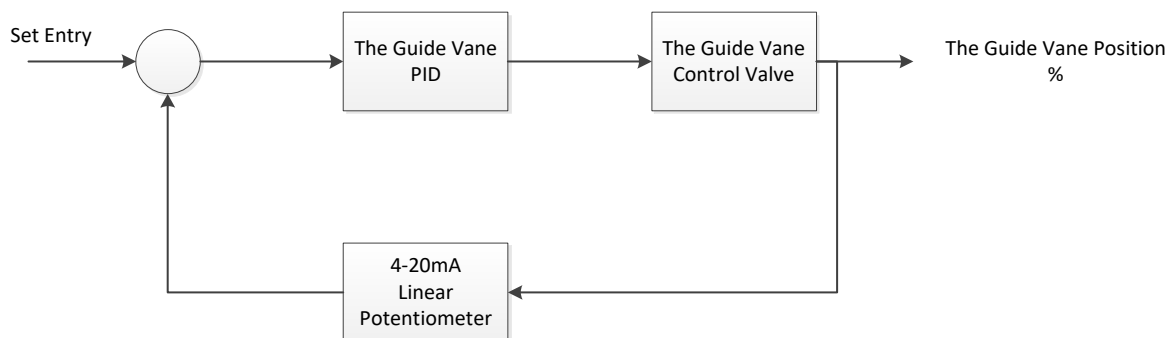 Set Entry
The Guide Vane
PID
The Guide Vane
Control Valve
The Guide Vane Position
%
4-20mA
Linear
Potentiometer